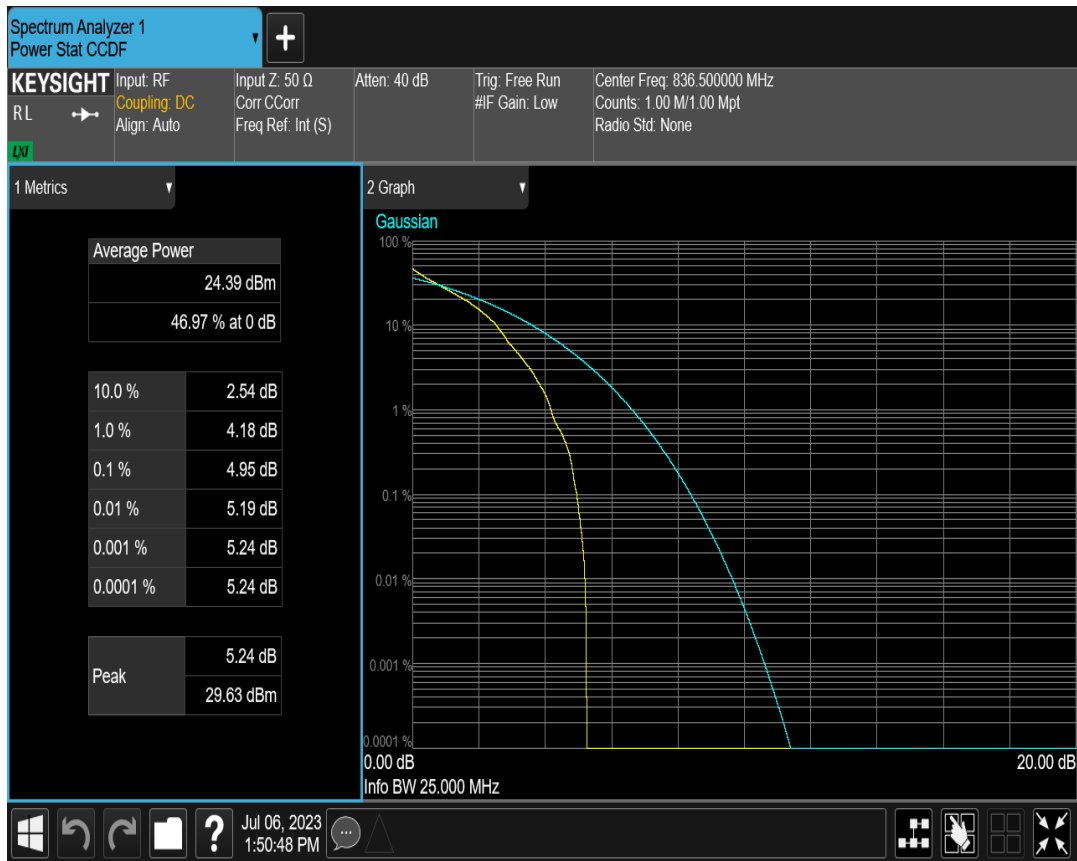 Spectrum Analyzer 1
Power Stat CCDF
+
KEYSIGHT
RL
LXI
Input: RF
Coupling: DC
Align: Auto
Input Z: 50 Ω
Corr CCorr
Freq Ref: Int (S)
Atten: 40 dB
Trig: Free Run
#IF Gain: Low
Center Freq: 836.500000 MHz
Counts: 1.00 M/1.00 Mpt
Radio Std: None
1 Metrics
Average Power
24.39 dBm
46.97 % at 0 dB
10.0 % 2.54 dB
1.0 % 4.18 dB
0.1 % 4.95 dB
0.01 % 5.19 dB
0.001 % 5.24 dB
0.0001 % 5.24 dB
Peak
5.24 dB
29.63 dBm
2 Graph
Gaussian
100 %
10 %
1 %
0.1 %
0.01 %
0.001 %
0.0001 %
0.00 dB 20.00 dB
Info BW 25.000 MHz
?
Jul 06, 2023
1:50:48 PM